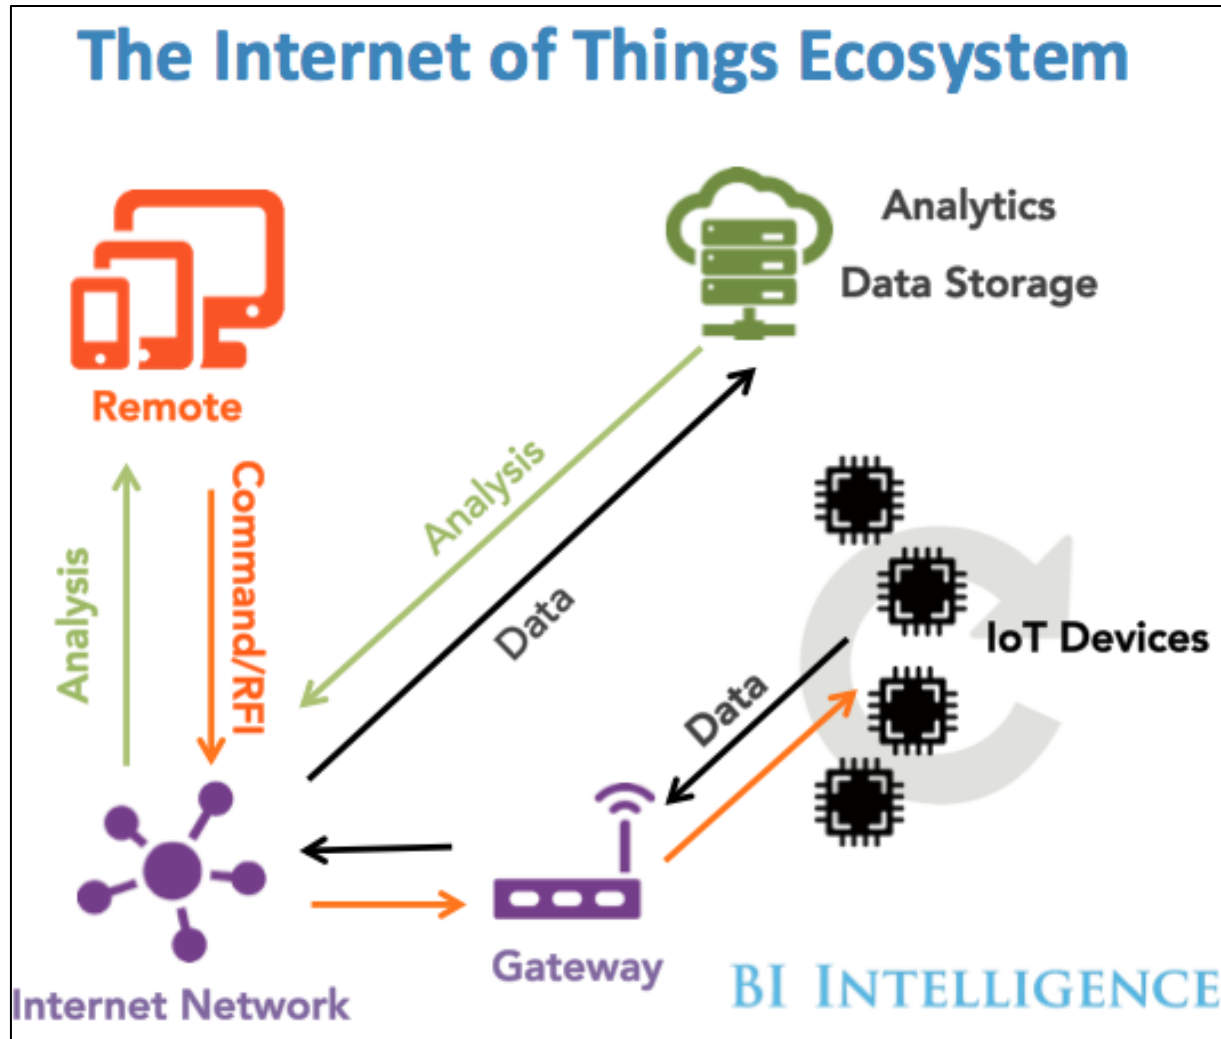 The Internet of Things Ecosystem
Analytics
Data Storage
Remote
Analysis
Command/RFI
Analysis
Data
IoT Devices
Data
Gateway
Internet Network
BI INTELLIGENCE